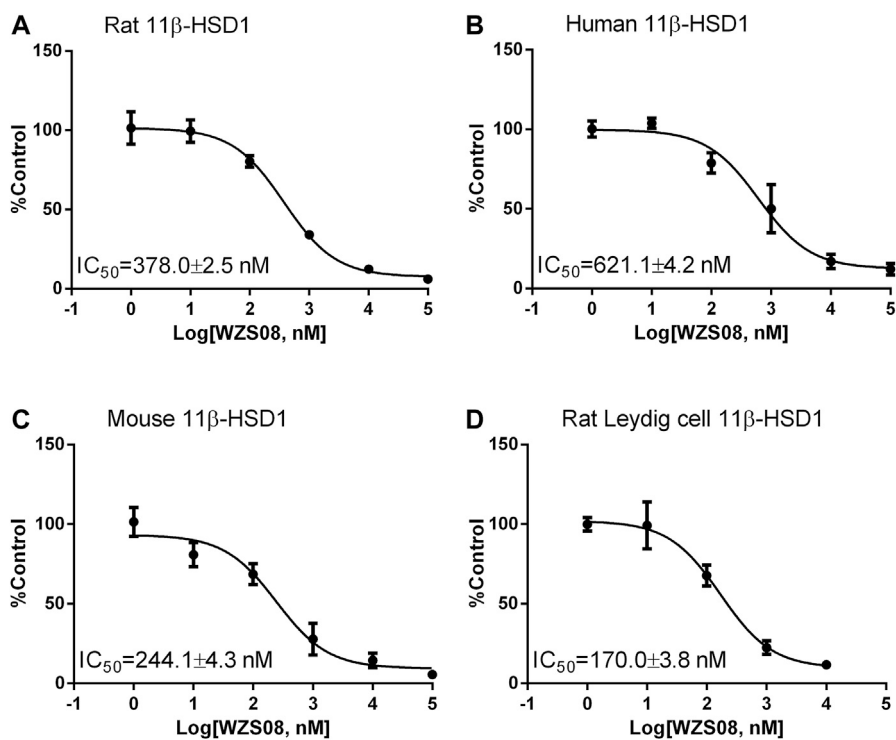 A Rat 11β-HSD1
150
100
50
0
%Control
IC50=378.0±2.5 nM
-1 0 1 2 3 4 5
Log[WZS08, nM]
B Human 11β-HSD1
150
100
50
0
%Control
IC50=621.1±4.2 nM
-1 0 1 2 3 4 5
Log[WZS08, nM]
C Mouse 11β-HSD1
150
100
50
0
%Control
IC50=244.1±4.3 nM
-1 0 1 2 3 4 5
Log[WZS08, nM]
D Rat Leydig cell 11β-HSD1
150
100
50
0
%Control
IC50=170.0±3.8 nM
-1 0 1 2 3 4 5
Log[WZS08, nM]